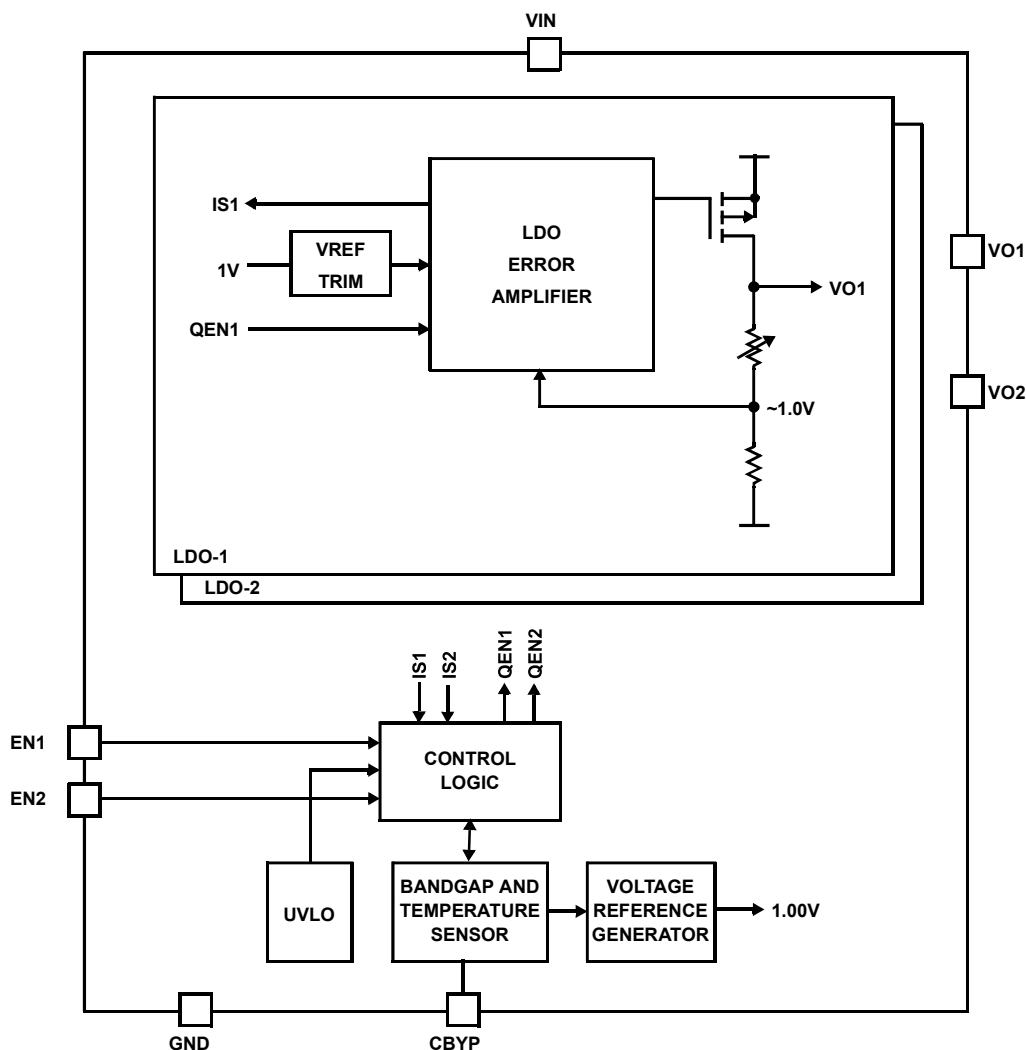 VIN
IS1
LDO
ERROR
AMPLIFIER
VREF
TRIM
1V
QEN1
VO1
~1.0V
LDO-1
LDO-2
VO1
VO2
IS1
IS2
QEN1
QEN2
EN1
EN2
CONTROL
LOGIC
UVLO
BANDGAP AND
TEMPERATURE
SENSOR
VOLTAGE
REFERENCE
GENERATOR
1.00V
GND
CBYP